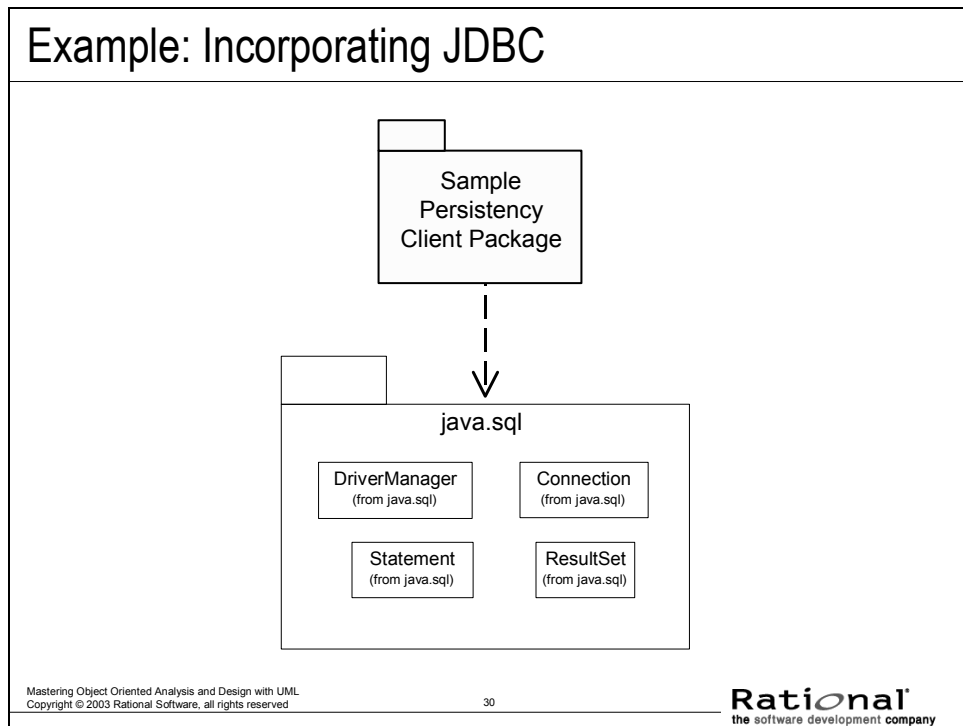 Example: Incorporating JDBC
Sample
Persistency
Client Package
java.sql
DriverManager
(from java.sql)
Connection
(from java.sql)
Statement
(from java.sql)
ResultSet
(from java.sql)
Mastering Object Oriented Analysis and Design with UML
Copyright © 2003 Rational Software, all rights reserved
30
Rational
the software development company